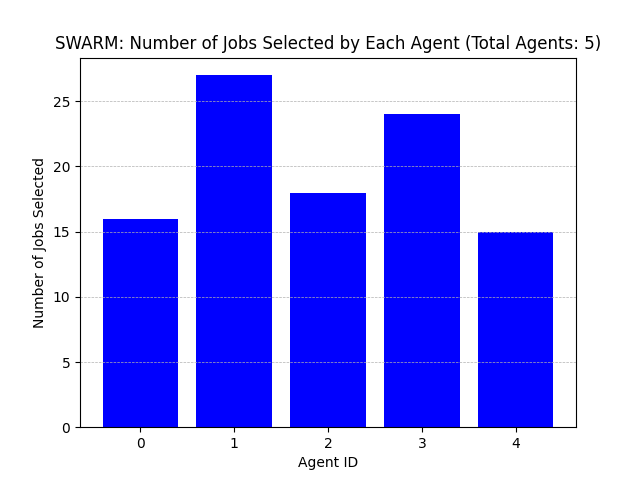 SWARM: Number of Jobs Selected by Each Agent (Total Agents: 5)
25
20
15
10
5
0
Number of Jobs Selected
0 1 2 3 4
Agent ID